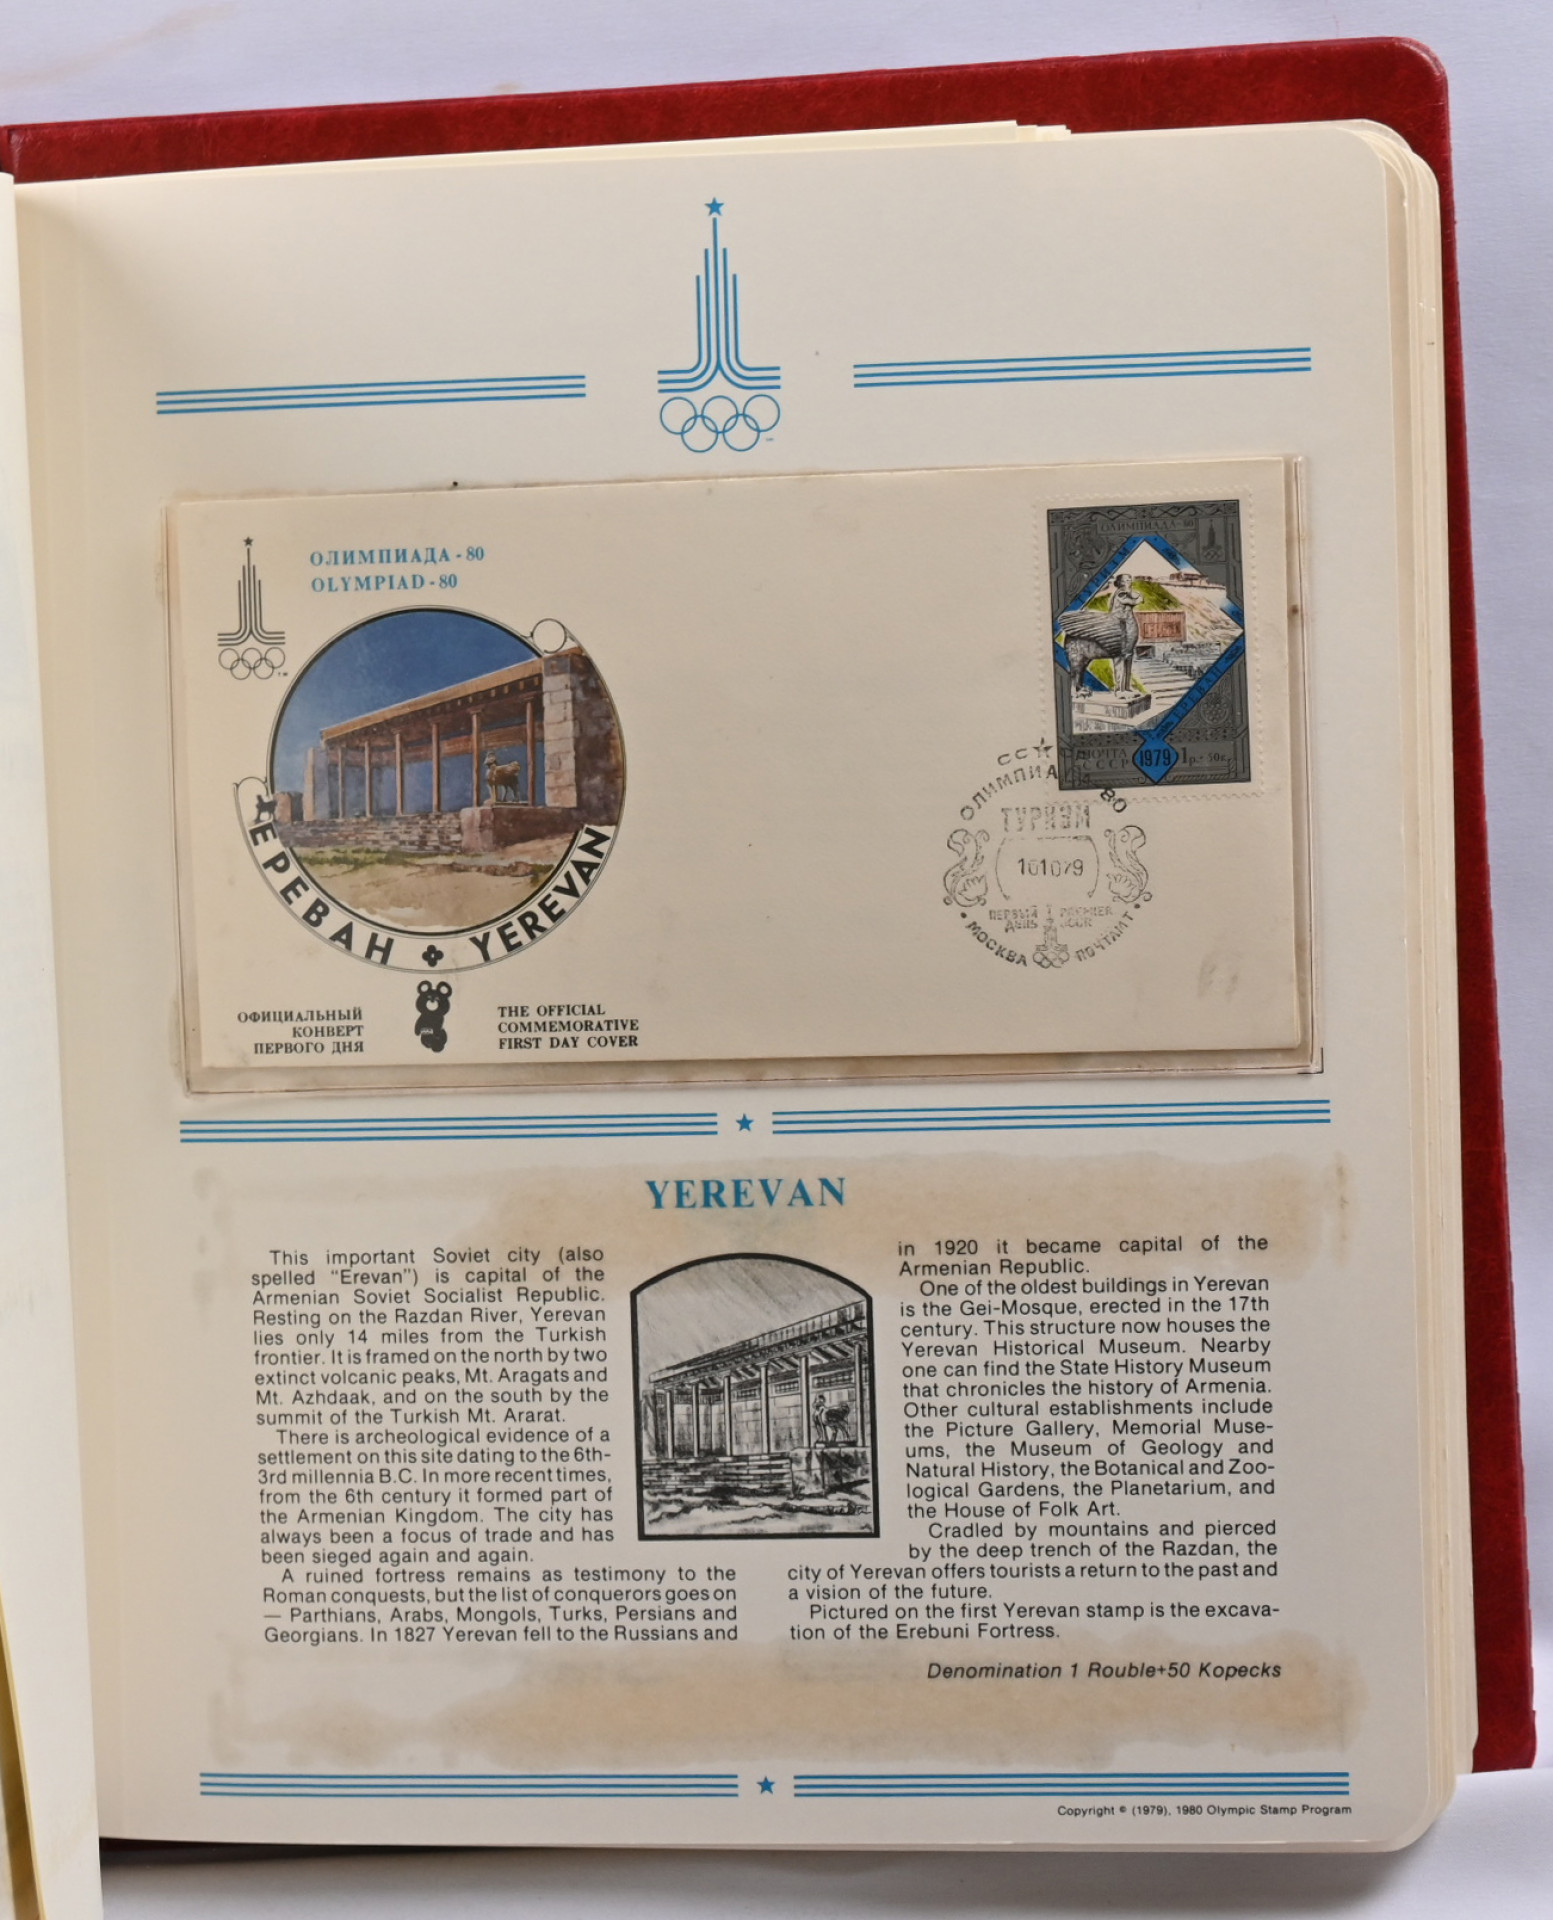 ОЛИМПИАДА - 80
OLYMPIAD - 80
ЕРЕВАН YEREVAN
ОФИЦИАЛЬНЫЙ
КОНВЕРТ
ПЕРВОГО ДНЯ
THE OFFICIAL
COMMEMORATIVE
FIRST DAY COVER
ОЛИМПИАДА-80
ТУРИЗМ
ЕРЕВАН
ПОЧТА
СССР
1979
1р.+50к.
ОЛИМПИАДА 80
ТУРИЗМ
101079
ПЕРВЫЙ PREMIER
ДЕНЬ
МОСКВА ПОЧТАМТ
YEREVAN
This important Soviet city (also
spelled “Erevan”) is capital of the
Armenian Soviet Socialist Republic.
Resting on the Razdan River, Yerevan
lies only 14 miles from the Turkish
frontier. It is framed on the north by two
extinct volcanic peaks, Mt. Aragats and
Mt. Azhdaak, and on the south by the
summit of the Turkish Mt. Ararat.
There is archeological evidence of a
settlement on this site dating to the 6th-
3rd millennia B.C. In more recent times,
from the 6th century it formed part of
the Armenian Kingdom. The city has
always been a focus of trade and has
been sieged again and again.
A ruined fortress remains as testimony to the
Roman conquests, but the list of conquerors goes on
— Parthians, Arabs, Mongols, Turks, Persians and
Georgians. In 1827 Yerevan fell to the Russians and
in 1920 it became capital of the
Armenian Republic.
One of the oldest buildings in Yerevan
is the Gei-Mosque, erected in the 17th
century. This structure now houses the
Yerevan Historical Museum. Nearby
one can find the State History Museum
that chronicles the history of Armenia.
Other cultural establishments include
the Picture Gallery, Memorial Muse-
ums, the Museum of Geology and
Natural History, the Botanical and Zoo-
logical Gardens, the Planetarium, and
the House of Folk Art.
Cradled by mountains and pierced
by the deep trench of the Razdan, the
city of Yerevan offers tourists a return to the past and
a vision of the future.
Pictured on the first Yerevan stamp is the excava-
tion of the Erebuni Fortress.
Denomination 1 Rouble+50 Kopecks
Copyright © (1979), 1980 Olympic Stamp Program